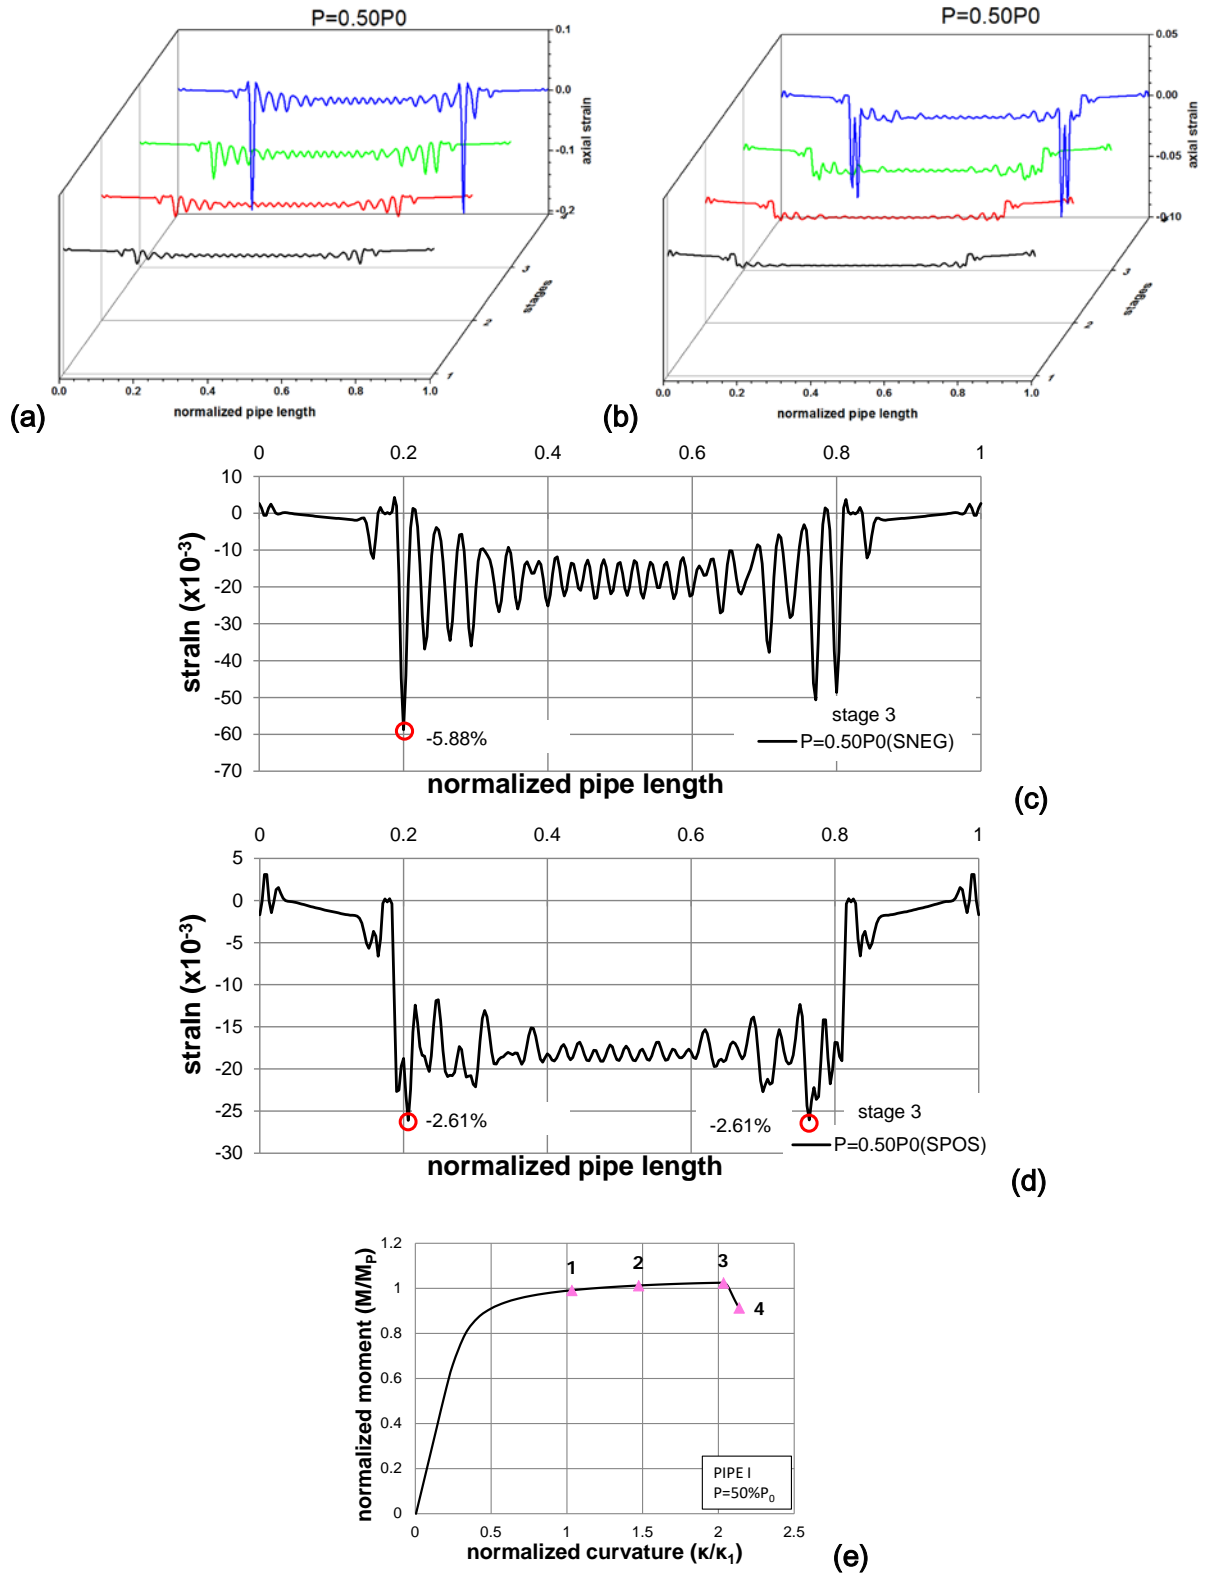 P=0.50P0
0.1
0.0
-0.1
-0.2
axial strain
3
2
1
stages
0.0 0.2 0.4 0.6 0.8 1.0
normalized pipe length
(a)
P=0.50P0
0.05
0.00
-0.05
-0.10
axial strain
3
2
1
stages
0.0 0.2 0.4 0.6 0.8 1.0
normalized pipe length
(b)
0 0.2 0.4 0.6 0.8 1
10
0
-10
-20
-30
-40
-50
-60
-70
straIn (x10-3)
-5.88%
stage 3
P=0.50P0(SNEG)
normalized pipe length
(c)
0 0.2 0.4 0.6 0.8 1
5
0
-5
-10
-15
-20
-25
-30
straIn (x10-3)
-2.61%
-2.61%
stage 3
P=0.50P0(SPOS)
normalized pipe length
(d)
1.2
1
0.8
0.6
0.4
0.2
0
normalized moment (M/MP)
1
2
3
4
PIPE I
P=50%P0
0 0.5 1 1.5 2 2.5
normalized curvature (κ/κ1)
(e)